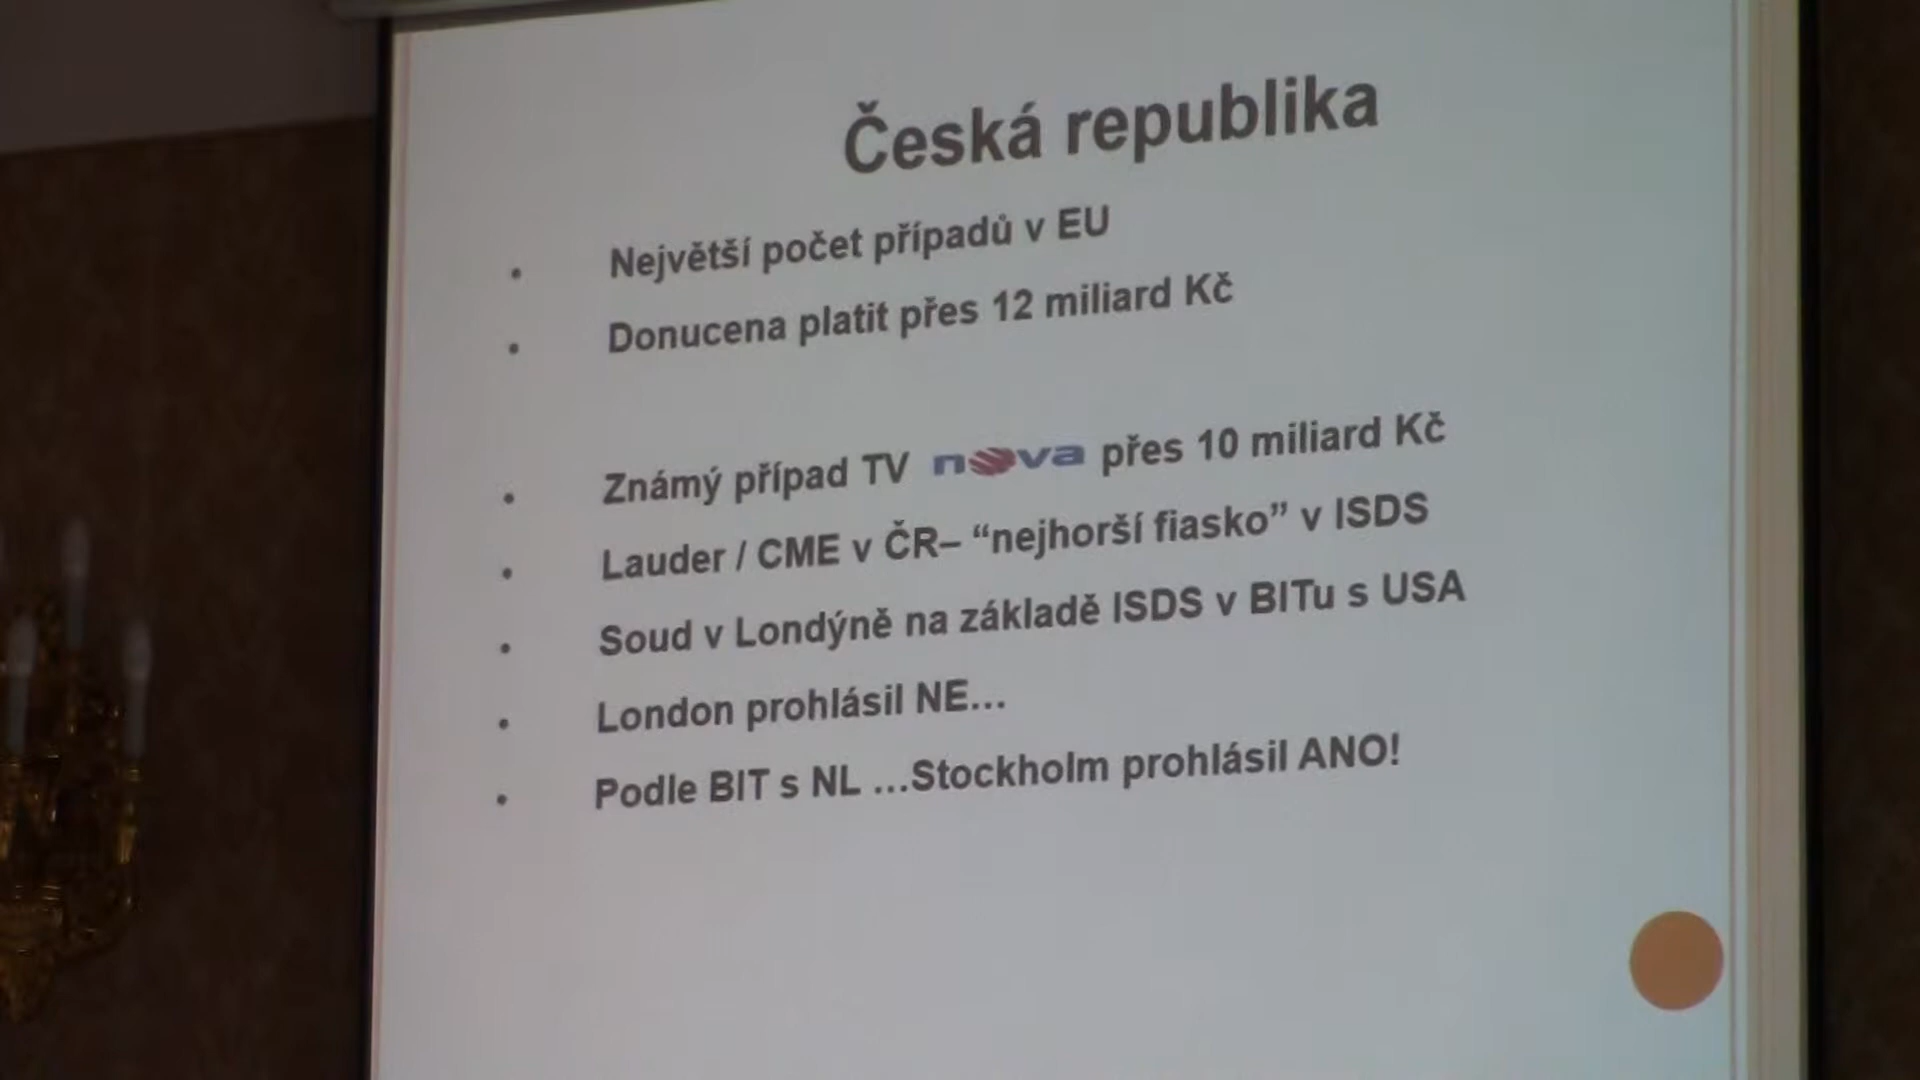 Česká republika
• Největší počet případů v EU
• Donucena platit přes 12 miliard Kč
• Známý případ TV nova přes 10 miliard Kč
• Lauder / CME v ČR– “nejhorší fiasko” v ISDS
• Soud v Londýně na základě ISDS v BITu s USA
• London prohlásil NE...
• Podle BIT s NL ...Stockholm prohlásil ANO!